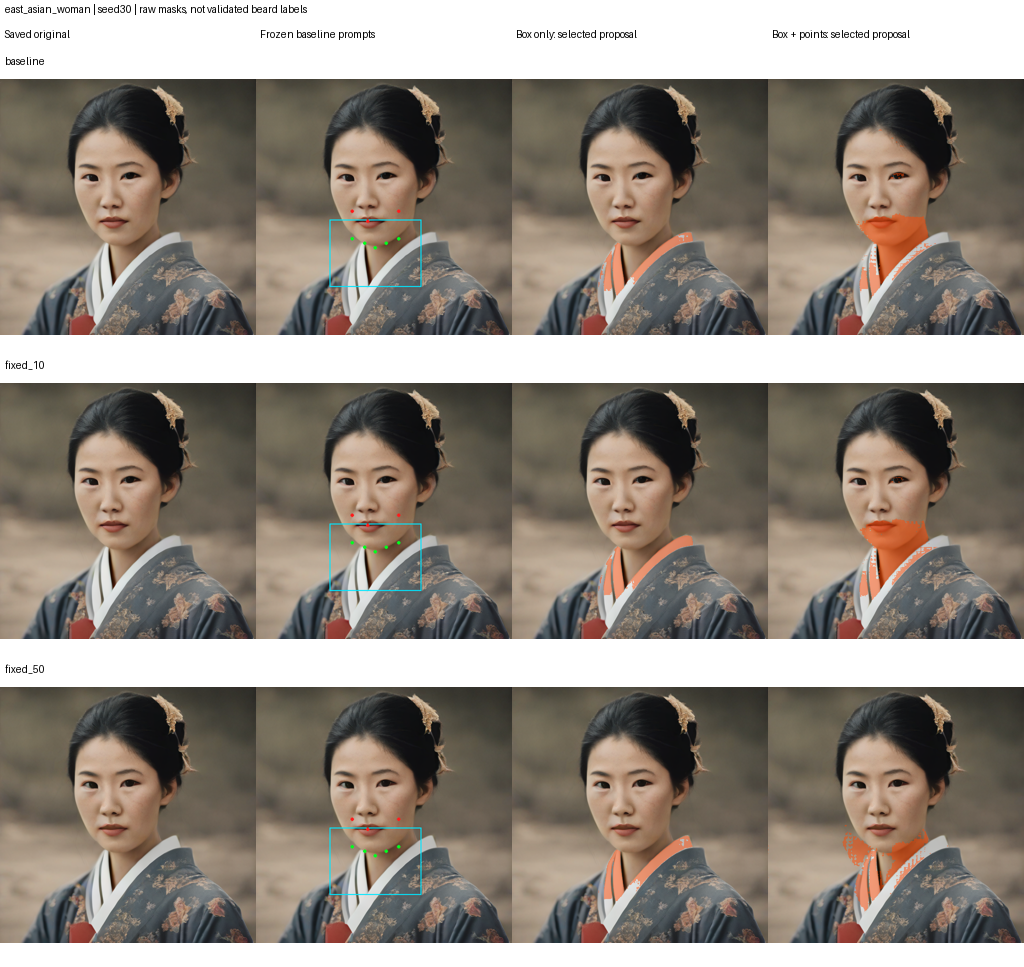 east_asian_woman | seed30 | raw masks, not validated beard labels
Saved original Frozen baseline prompts Box only: selected proposal Box + points: selected proposal
baseline
fixed_10
fixed_50